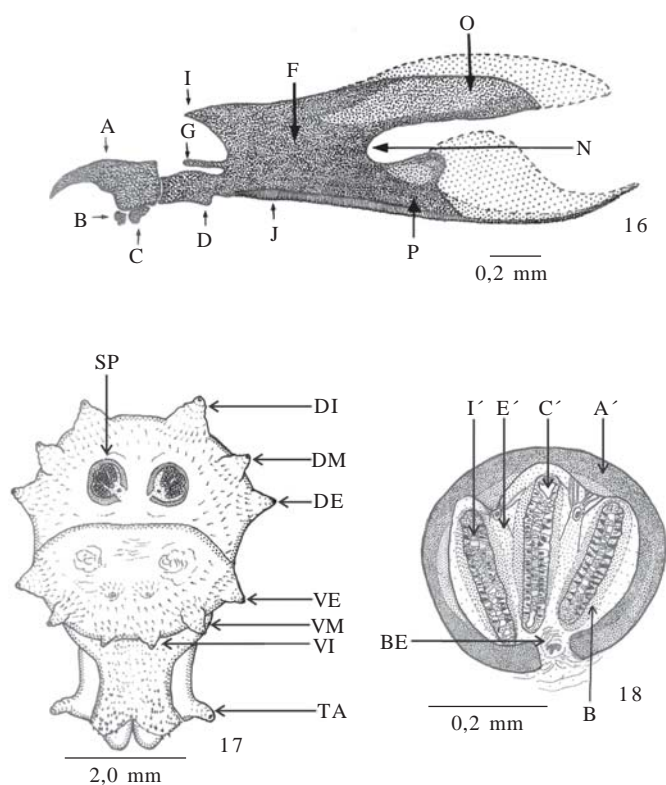 O
I
F
G
A
N
B
C
D
J
P
16
0,2 mm
SP
DI
DM
DE
VE
VM
VI
TA
17
2,0 mm
I´ E´ C´ A´
BE
B
18
0,2 mm